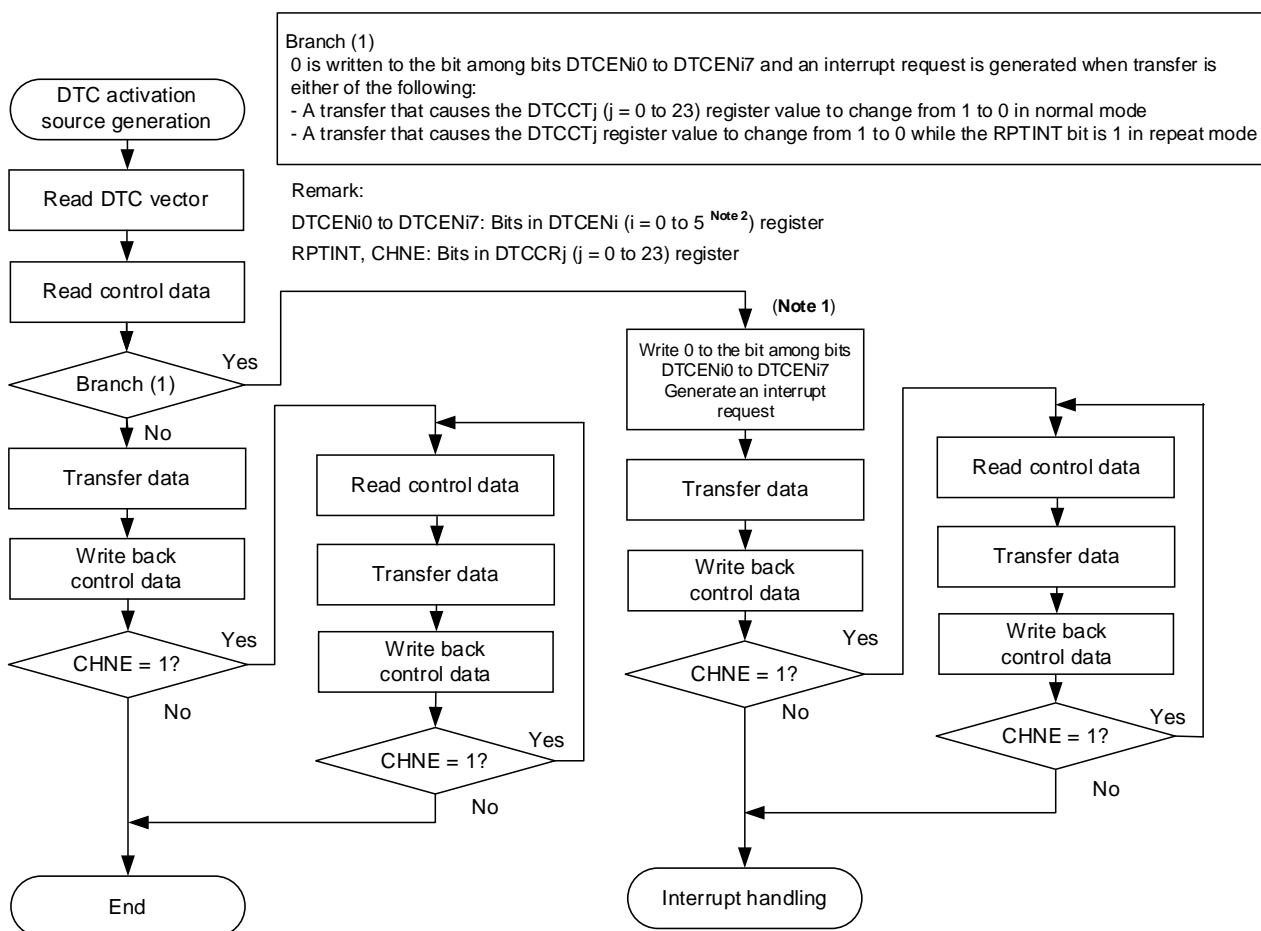 Branch (1)
0 is written to the bit among bits DTCENi0 to DTCENi7 and an interrupt request is generated when transfer is
either of the following:
- A transfer that causes the DTCCTj (j = 0 to 23) register value to change from 1 to 0 in normal mode
- A transfer that causes the DTCCTj register value to change from 1 to 0 while the RPTINT bit is 1 in repeat mode
Remark:
DTCENi0 to DTCENi7: Bits in DTCENi (i = 0 to 5 Note 2) register
RPTINT, CHNE: Bits in DTCCRj (j = 0 to 23) register
DTC activation
source generation
Read DTC vector
Read control data
Branch (1)
Yes
No
Transfer data
Write back
control data
CHNE = 1?
Yes
No
Read control data
Transfer data
Write back
control data
CHNE = 1?
Yes
No
End
(Note 1)
Write 0 to the bit among bits
DTCENi0 to DTCENi7
Generate an interrupt
request
Transfer data
Write back
control data
CHNE = 1?
Yes
No
Read control data
Transfer data
Write back
control data
CHNE = 1?
Yes
No
Interrupt handling